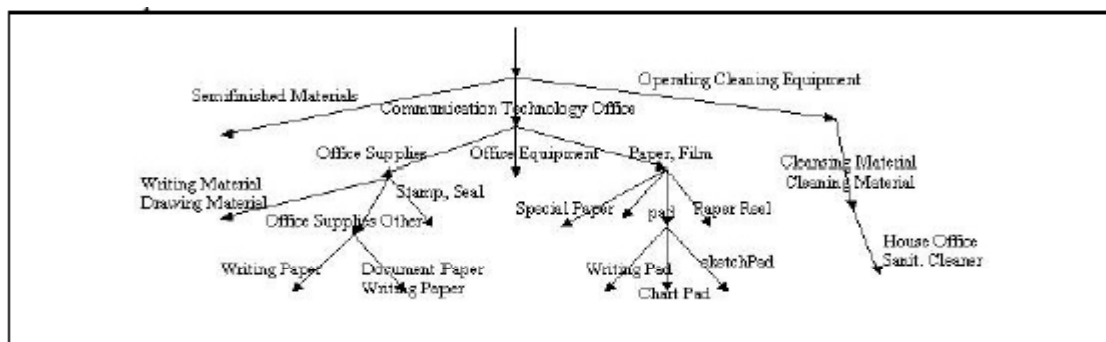 Operating Cleaning Equipment
Semifinished Materials
Communication Technology Office
Office Supplies
Office Equipment
Paper, Film
Cleansing Material
Cleaning Material
Writing Material
Drawing Material
Stamp, Seal
Special Paper
pad
Paper Reel
Office Supplies Other
House Office
Sanit. Cleaner
Writing Paper
Document Paper
Writing Paper
Writing Pad
sketchPad
Chart Pad